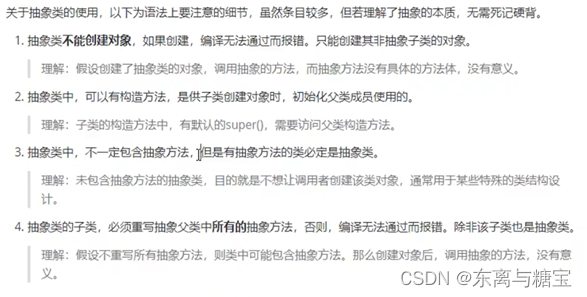 关于抽象类的使用，以下为语法上要注意的细节，虽然条目较多，但若理解了抽象的本质，无需死记硬背。
1. 抽象类不能创建对象，如果创建，编译无法通过而报错。只能创建其非抽象子类的对象。
理解：假设创建了抽象类的对象，调用抽象的方法，而抽象方法没有具体的方法体，没有意义。
2. 抽象类中，可以有构造方法，是供子类创建对象时，初始化父类成员使用的。
理解：子类的构造方法中，有默认的super()，需要访问父类构造方法。
3. 抽象类中，不一定包含抽象方法，但是有抽象方法的类必定是抽象类。
理解：未包含抽象方法的抽象类，目的就是不想让调用者创建该类对象，通常用于某些特殊的类结构设
计。
4. 抽象类的子类，必须重写抽象父类中所有的抽象方法，否则，编译无法通过而报错。除非该子类也是抽象类。
理解：假设不重写所有抽象方法，则类中可能包含抽象方法。那么创建对象后，调用抽象的方法，没有意
义。
CSDN @东离与糖宝